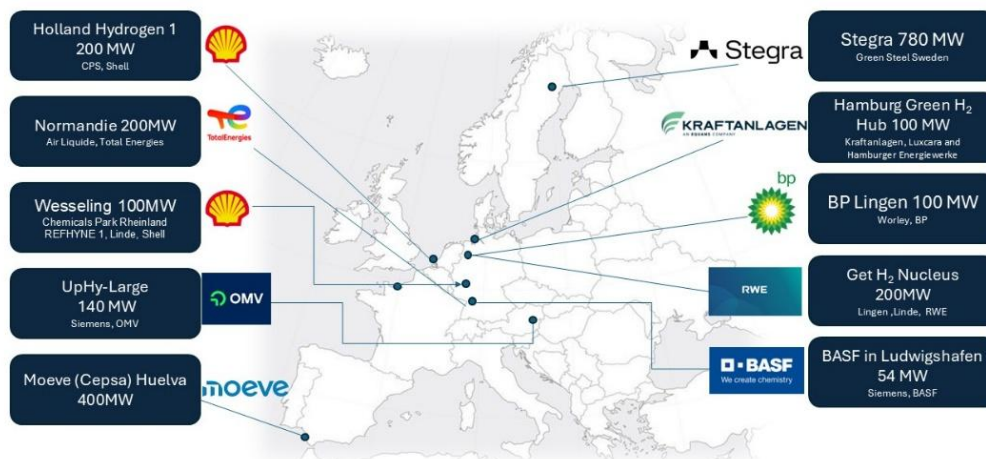 Holland Hydrogen 1
200 MW
CPS, Shell
TotalEnergies
Normandie 200MW
Air Liquide, Total Energies
Wesseling 100MW
Chemicals Park Rheinland
REFHYNE 1, Linde, Shell
UpHy-Large
140 MW
Siemens, OMV
OMV
Moeve (Cepsa) Huelva
400MW
moeve
Stegra
Stegra 780 MW
Green Steel Sweden
KRAFTANLAGEN
AN EQUANS COMPANY
Hamburg Green H₂
Hub 100 MW
Kraftanlagen, Luxcara and
Hamburger Energiewerke
bp
BP Lingen 100 MW
Worley, BP
RWE
Get H₂ Nucleus
200MW
Lingen ,Linde, RWE
BASF
We create chemistry
BASF in Ludwigshafen
54 MW
Siemens, BASF